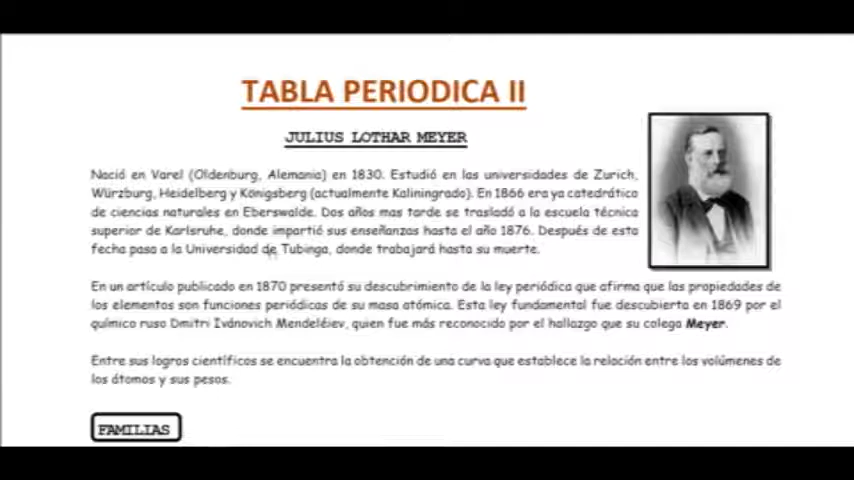 TABLA PERIODICA II
JULIUS LOTHAR MEYER
Nació en Varel (Oldenburg, Alemania) en 1830. Estudió en las universidades de Zurich,
Würzburg, Heidelberg y Königsberg (actualmente Kaliningrado). En 1866 era ya catedrático
de ciencias naturales en Eberswalde. Dos años mas tarde se trasladó a la escuela técnica
superior de Karlsruhe, donde impartió sus enseñanzas hasta el año 1876. Después de esta
fecha pasa a la Universidad de Tubinga, donde trabajará hasta su muerte.
En un artículo publicado en 1870 presentó su descubrimiento de la ley periódica que afirma que las propiedades de
los elementos son funciones periódicas de su masa atómica. Esta ley fundamental fue descubierta en 1869 por el
químico ruso Dmitri Ivánovich Mendeléiev, quien fue más reconocido por el hallazgo que su colega Meyer.
Entre sus logros científicos se encuentra la obtención de una curva que establece la relación entre los volúmenes de
los átomos y sus pesos.
FAMILIAS